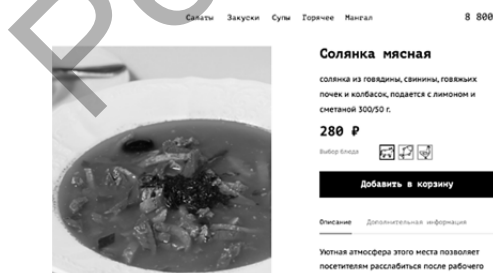 Салаты Закуски Супы Горячее Мангал 8 800
Солянка мясная
солянка из говядины, свинины, говяжьих
почек и колбасок, подается с лимоном и
сметаной 300/50 г.
280 ₽
Выбор блюда
Добавить в корзину
Описание Дополнительная информация
Уютная атмосфера этого места позволяет
посетителям расслабиться после рабочего